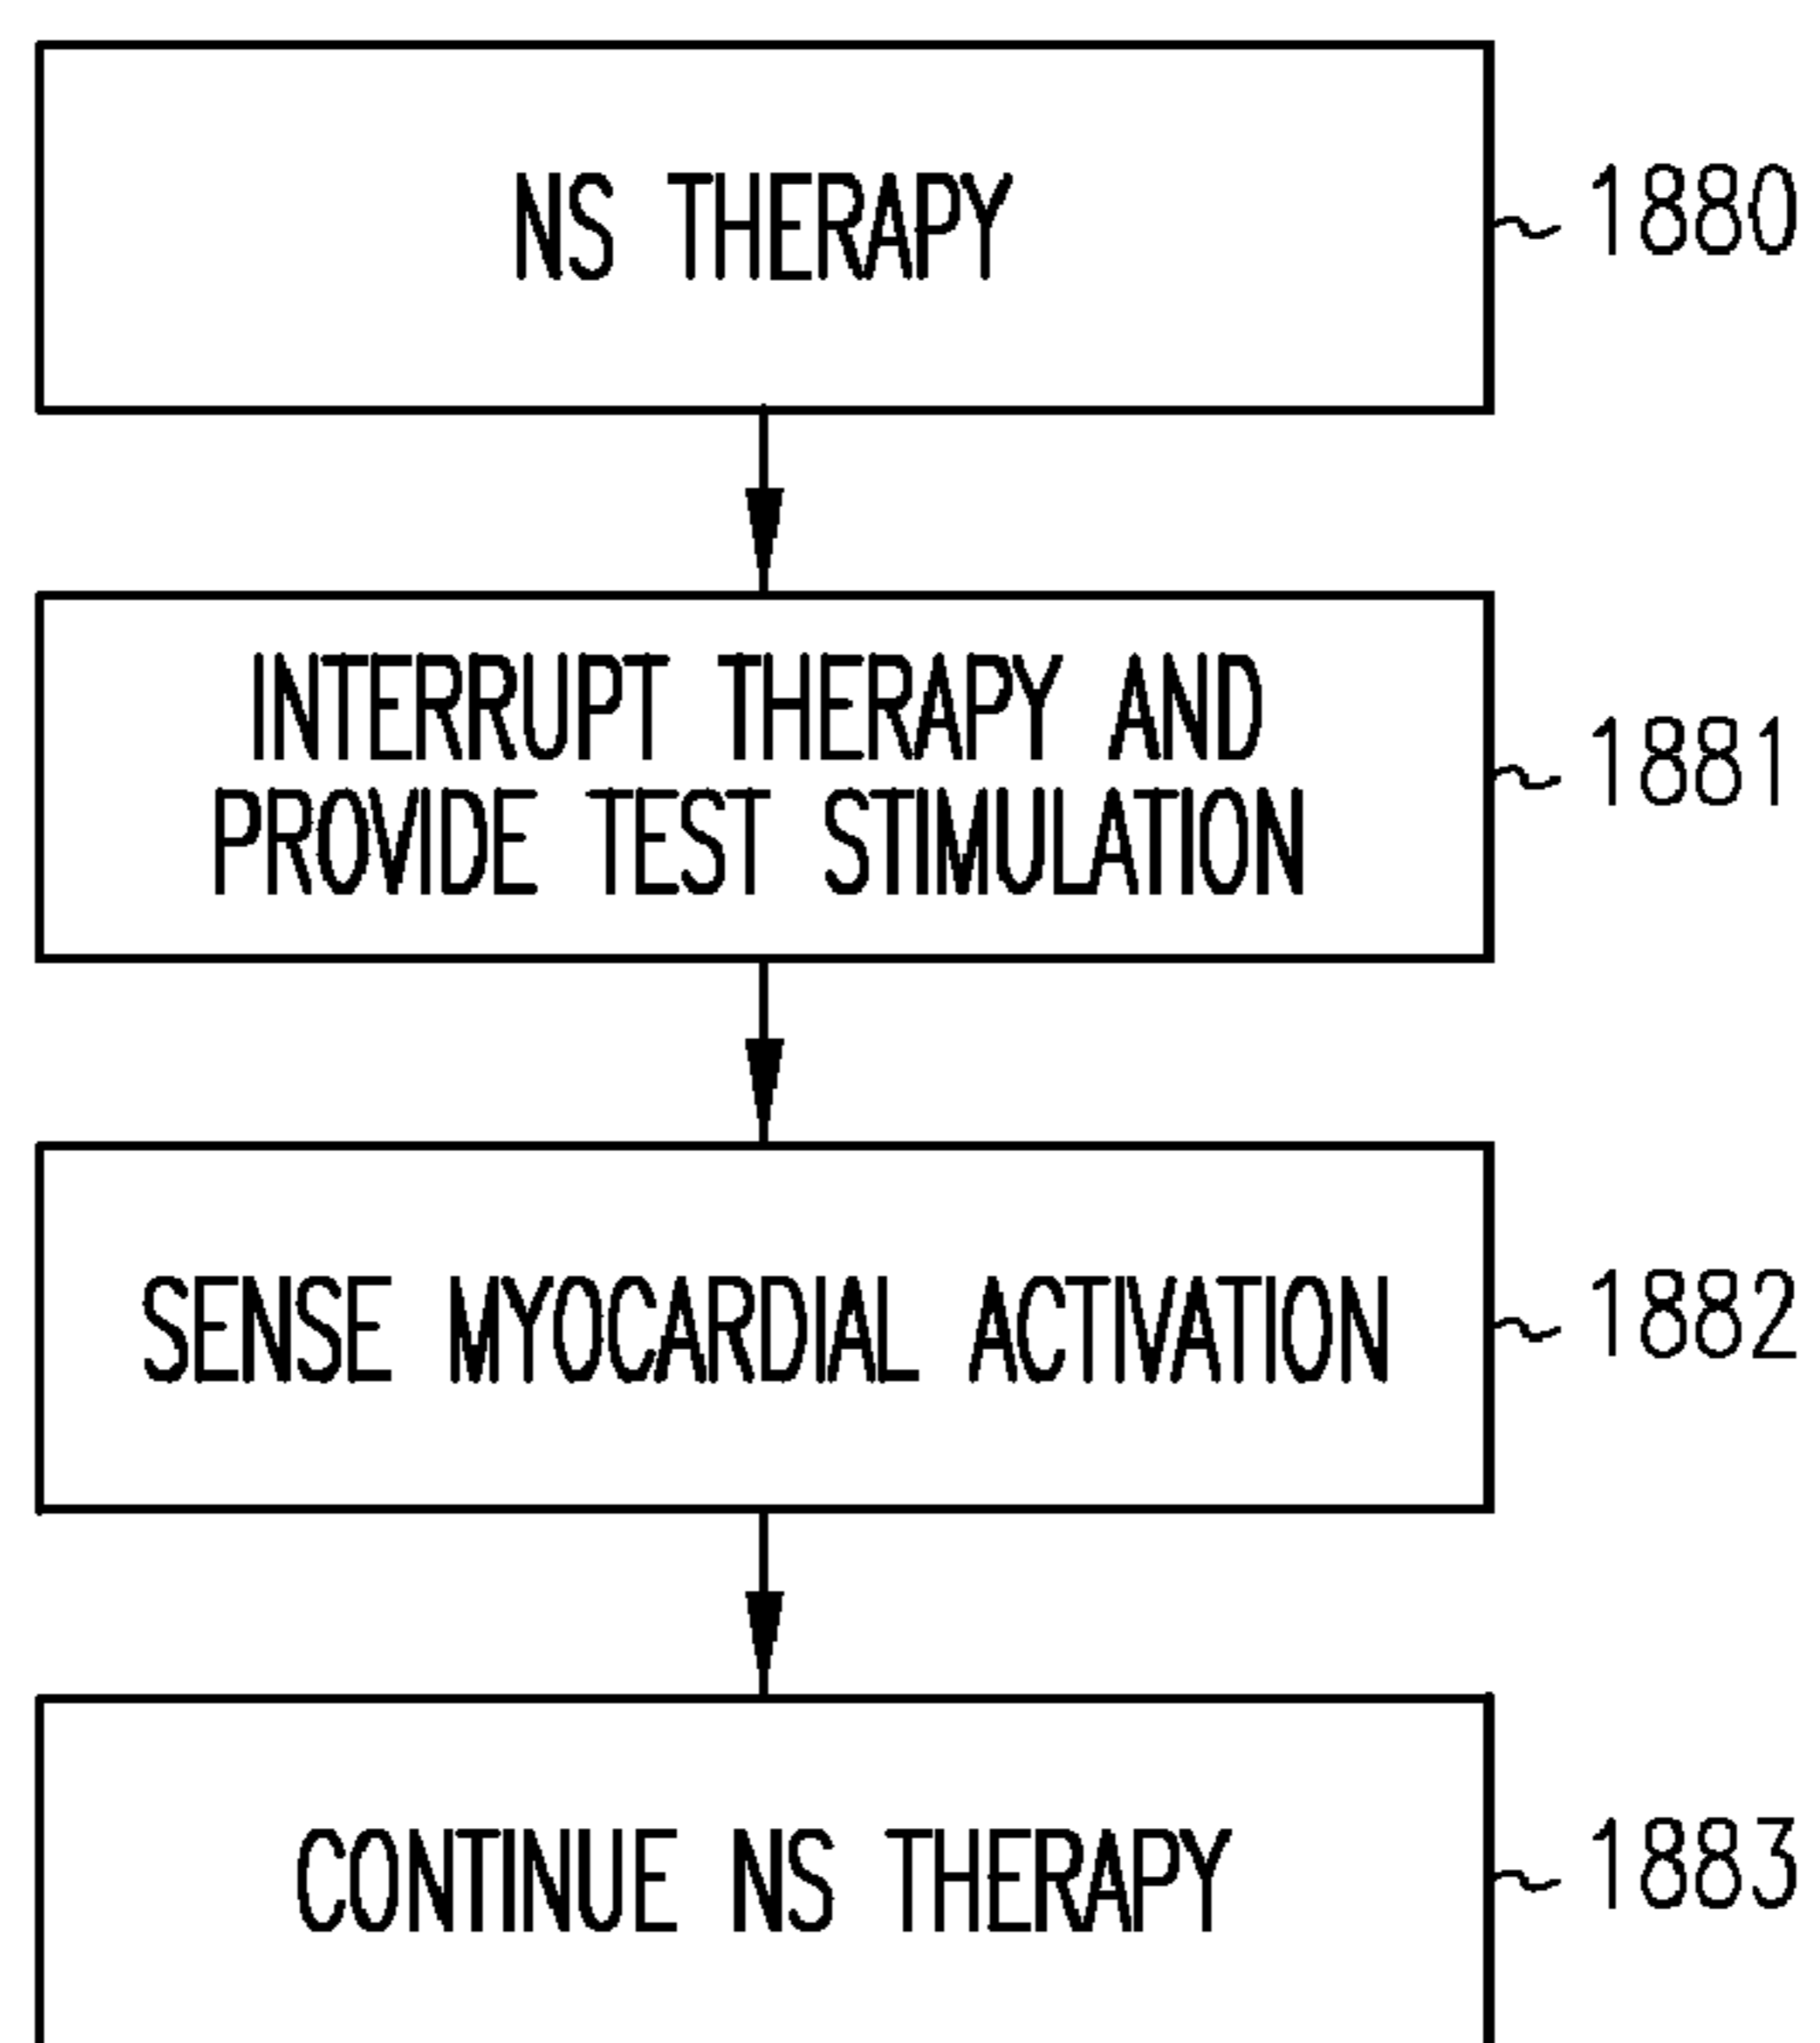 NS THERAPY
1880
INTERRUPT THERAPY AND
PROVIDE TEST STIMULATION
1881
SENSE MYOCARDIAL ACTIVATION
1882
CONTINUE NS THERAPY
1883